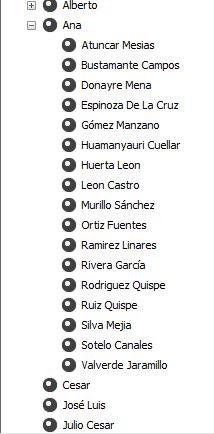 Alberto
Ana
Atuncar Mesias
Bustamante Campos
Donayre Mena
Espinoza De La Cruz
Gómez Manzano
Huamanyauri Cuellar
Huerta Leon
Leon Castro
Murillo Sánchez
Ortiz Fuentes
Ramirez Linares
Rivera García
Rodriguez Quispe
Ruiz Quispe
Silva Mejia
Sotelo Canales
Valverde Jaramillo
Cesar
José Luis
Julio Cesar